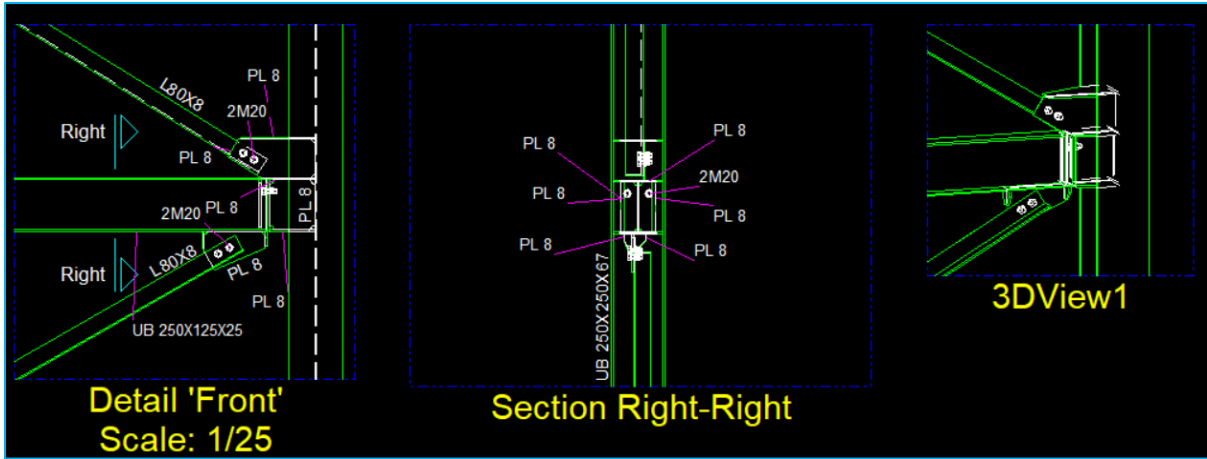 PL 8
L80X8
2M20
Right
PL 8
PL 8
2M20
PL 8
Right
L80X8
PL 8
PL 8
UB 250X125X25
Detail 'Front'
Scale: 1/25
PL 8
PL 8
PL 8
2M20
PL 8
PL 8
PL 8
UB 250X250X67
Section Right-Right
3DView1